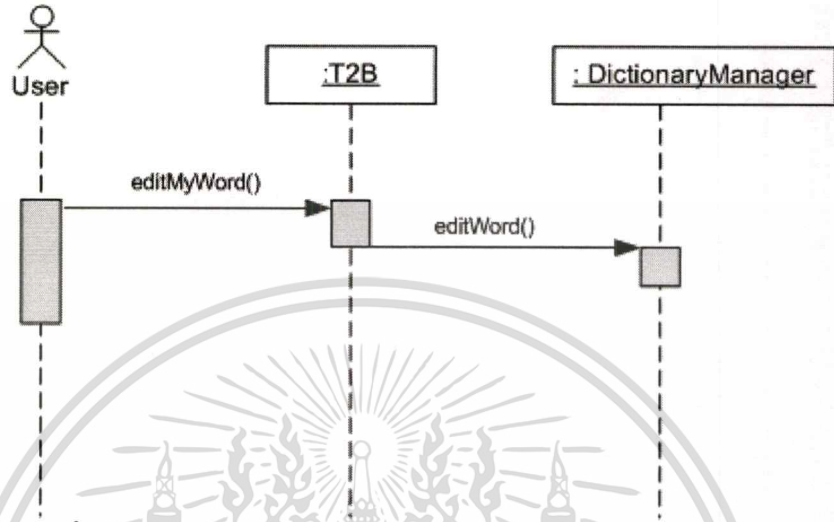 User
:T2B
: DictionaryManager
editMyWord()
editWord()